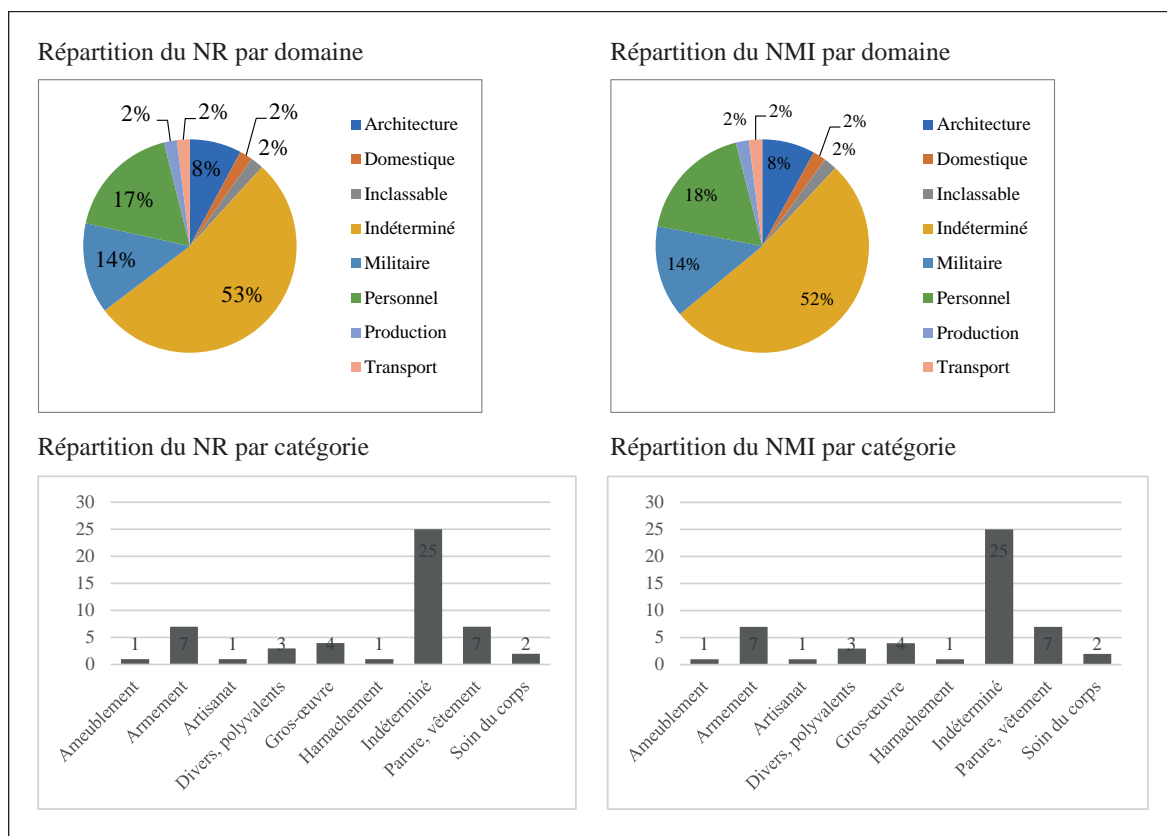 Répartition du NR par domaine
2%
2%
2%
2%
8%
17%
14%
53%
Architecture
Domestique
Inclassable
Indéterminé
Militaire
Personnel
Production
Transport
Répartition du NMI par domaine
2%
2%
2%
2%
8%
18%
14%
52%
Architecture
Domestique
Inclassable
Indéterminé
Militaire
Personnel
Production
Transport
Répartition du NR par catégorie
30
25
20
15
10
5
0
1
7
1
3
4
1
25
7
2
Ameublement
Armement
Artisanat
Divers, polyvalents
Gros-œuvre
Harnachement
Indéterminé
Parure, vêtement
Soin du corps
Répartition du NMI par catégorie
30
25
20
15
10
5
0
1
7
1
3
4
1
25
7
2
Ameublement
Armement
Artisanat
Divers, polyvalents
Gros-œuvre
Harnachement
Indéterminé
Parure, vêtement
Soin du corps